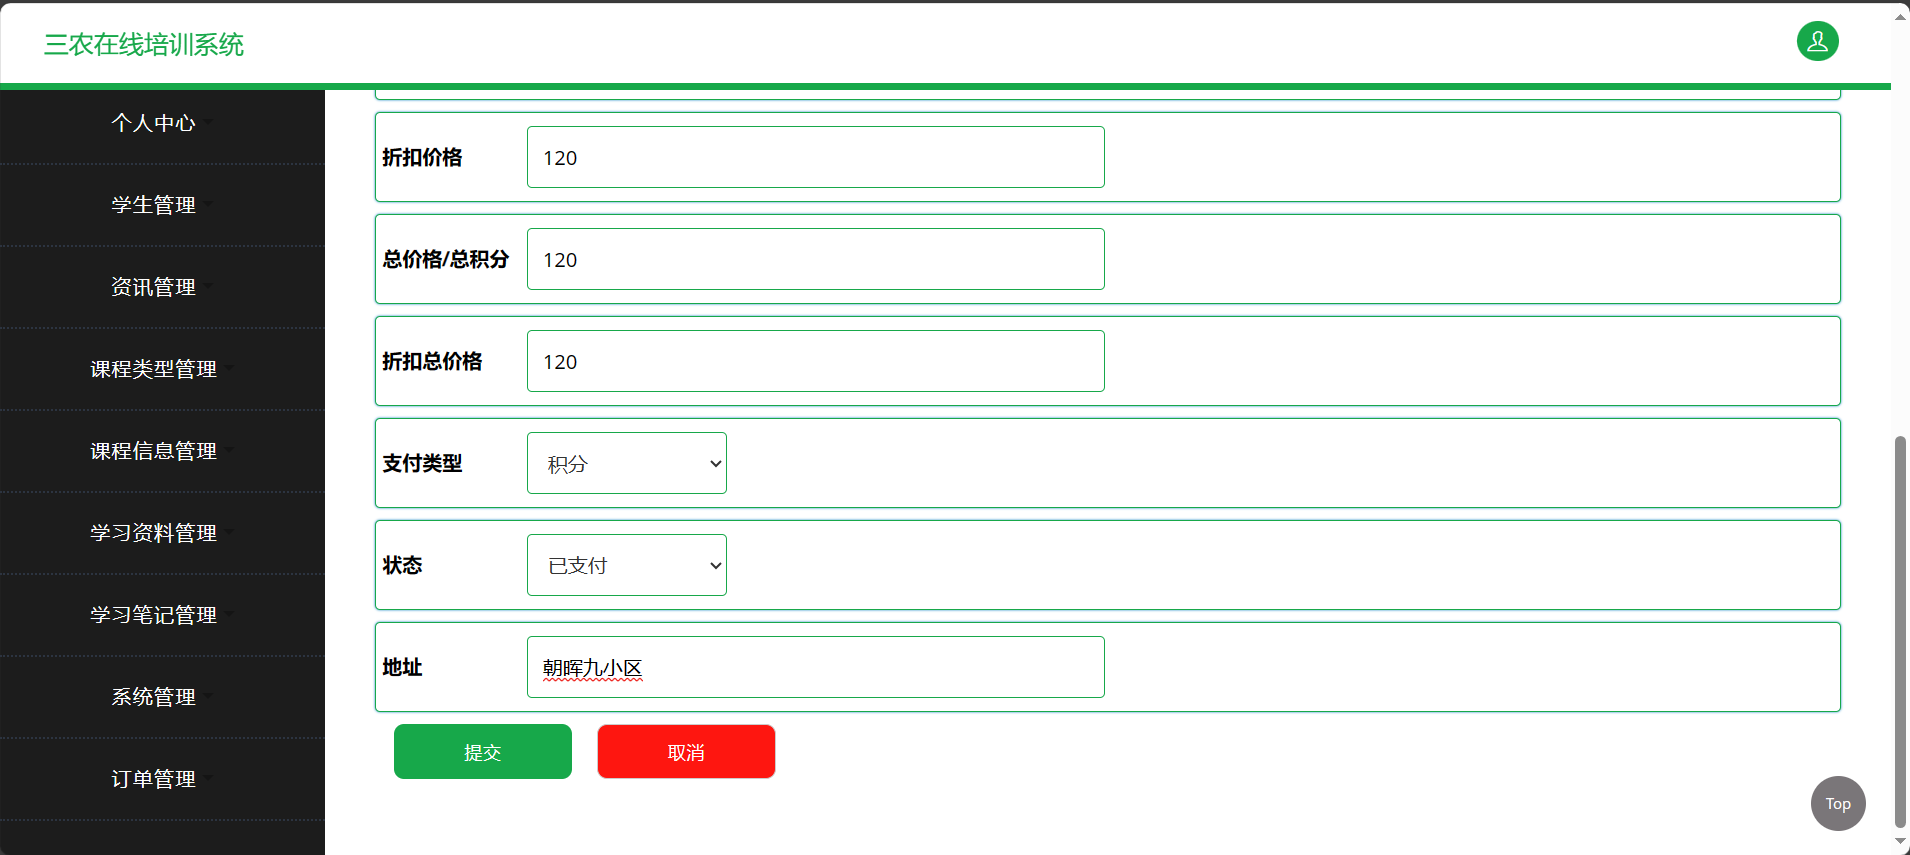 三农在线培训系统
个人中心
学生管理
资讯管理
课程类型管理
课程信息管理
学习资料管理
学习笔记管理
系统管理
订单管理
折扣价格 120
总价格/总积分 120
折扣总价格 120
支付类型 积分
状态 已支付
地址 朝晖九小区
提交 取消
Top